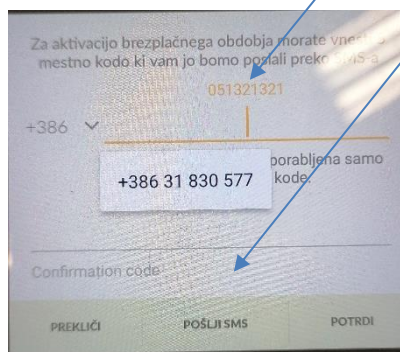 Za aktivacijo brezplačnega obdobja morate
mestno kodo ki vam jo bomo poslali preko SMS-a
051321321
+386
porabljena samo
+386 31 830 577
kode.
Confirmation code
PREKLIČI
POŠLJI SMS
POTRDI